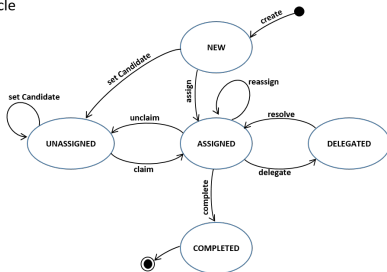 cle
create
NEW
set Candidate
assign
reassign
set Candidate
unclaim
resolve
UNASSIGNED
ASSIGNED
DELEGATED
claim
delegate
complete
COMPLETED